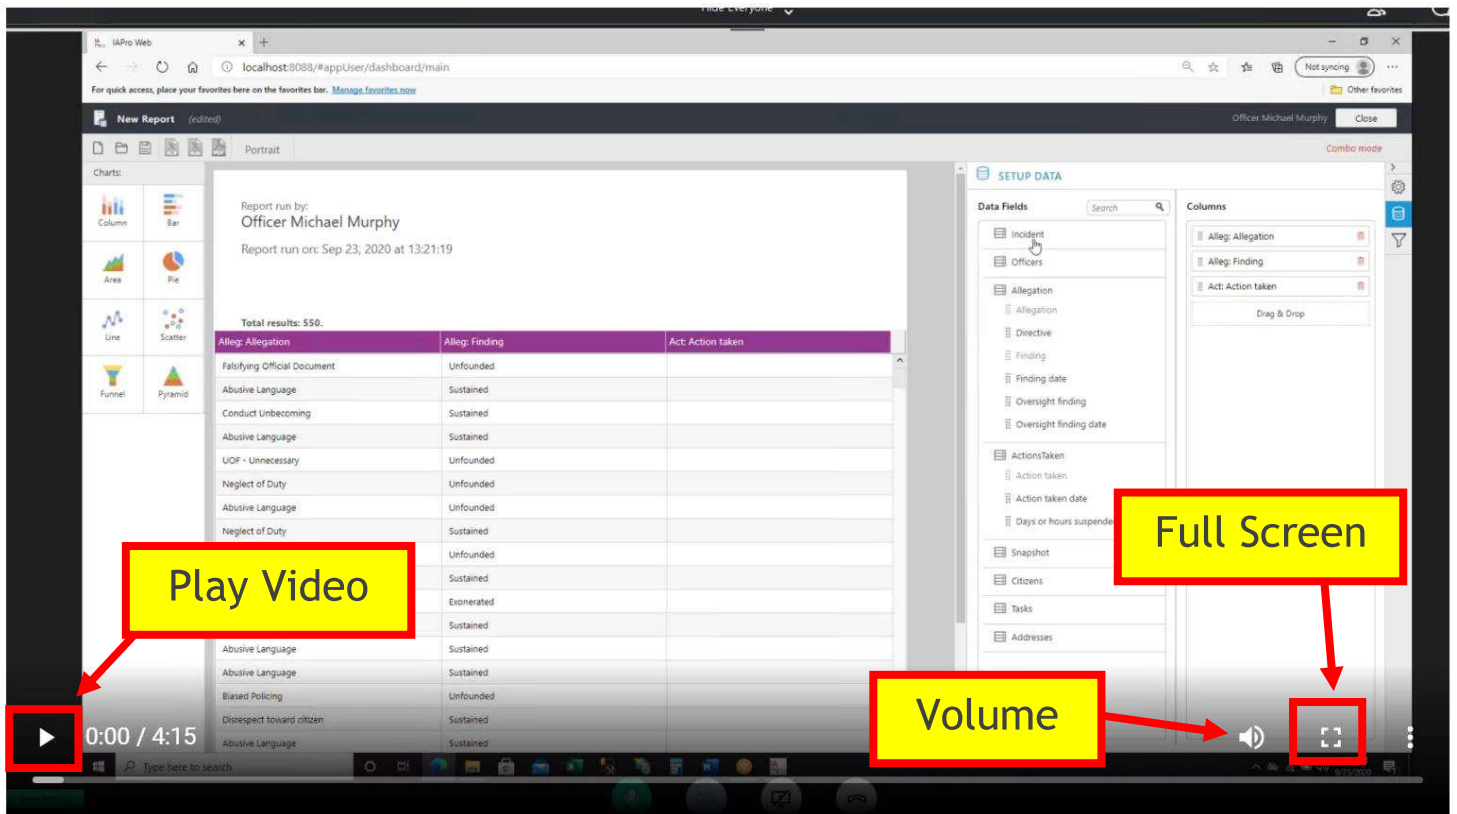 Hide Everyone
IAPro Web
localhost:8088/#appUser/dashboard/main
Not syncing
For quick access, place your favorites here on the favorites bar. Manage favorites now
Other favorites
New Report (edited)
Officer Michael Murphy
Close
Portrait
Combo mode
Charts:
Column
Bar
Area
Pie
Line
Scatter
Funnel
Pyramid
Report run by:
Officer Michael Murphy
Report run on: Sep 23, 2020 at 13:21:19
Total results: 550.
Alleg: Allegation Alleg: Finding Act: Action taken
Falsifying Official Document Unfounded
Abusive Language Sustained
Conduct Unbecoming Sustained
Abusive Language Sustained
UOF - Unnecessary Unfounded
Neglect of Duty Unfounded
Abusive Language Unfounded
Neglect of Duty Sustained
Unfounded
Sustained
Exonerated
Sustained
Abusive Language Sustained
Abusive Language Sustained
Biased Policing Unfounded
Disrespect toward citizen Sustained
Abusive Language Sustained
SETUP DATA
Data Fields
Search
Incident
Officers
Allegation
Allegation
Directive
Finding
Finding date
Oversight finding
Oversight finding date
ActionsTaken
Action taken
Action taken date
Days or hours suspende
Snapshot
Citizens
Tasks
Addresses
Columns
Alleg: Allegation
Alleg: Finding
Act: Action taken
Drag & Drop
Play Video
Full Screen
Volume
0:00 / 4:15
Type here to search
9/23/2020